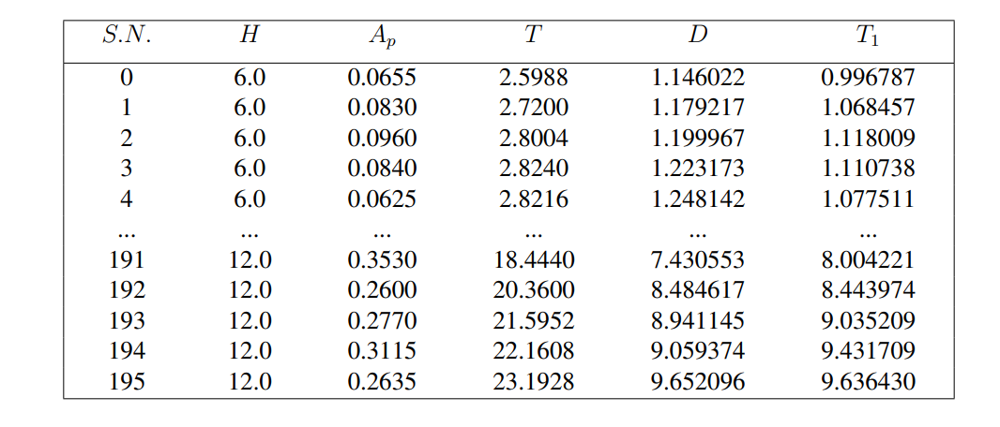 S.N. H A_p T D T_1
0 6.0 0.0655 2.5988 1.146022 0.996787
1 6.0 0.0830 2.7200 1.179217 1.068457
2 6.0 0.0960 2.8004 1.199967 1.118009
3 6.0 0.0840 2.8240 1.223173 1.110738
4 6.0 0.0625 2.8216 1.248142 1.077511
... ... ... ... ... ...
191 12.0 0.3530 18.4440 7.430553 8.004221
192 12.0 0.2600 20.3600 8.484617 8.443974
193 12.0 0.2770 21.5952 8.941145 9.035209
194 12.0 0.3115 22.1608 9.059374 9.431709
195 12.0 0.2635 23.1928 9.652096 9.636430